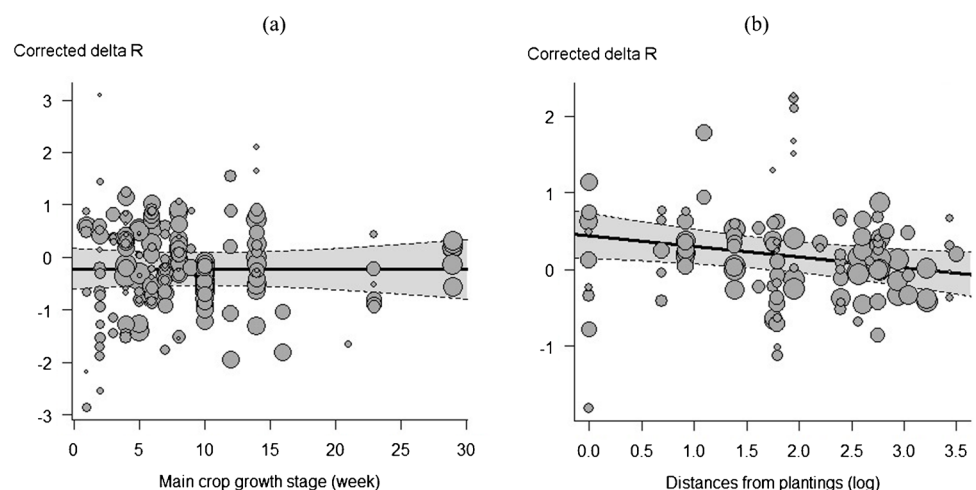 (a)
Corrected delta R
3
2
1
0
-1
-2
-3
0 5 10 15 20 25 30
Main crop growth stage (week)
(b)
Corrected delta R
2
1
0
-1
0.0 0.5 1.0 1.5 2.0 2.5 3.0 3.5
Distances from plantings (log)